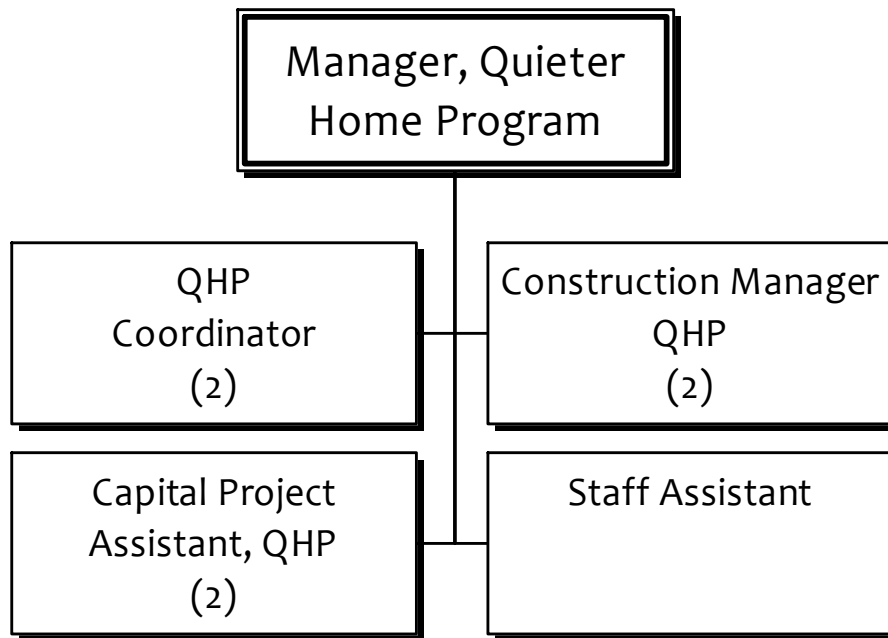 Manager, Quieter
Home Program
QHP
Coordinator
(2)
Construction Manager
QHP
(2)
Capital Project
Assistant, QHP
(2)
Staff Assistant